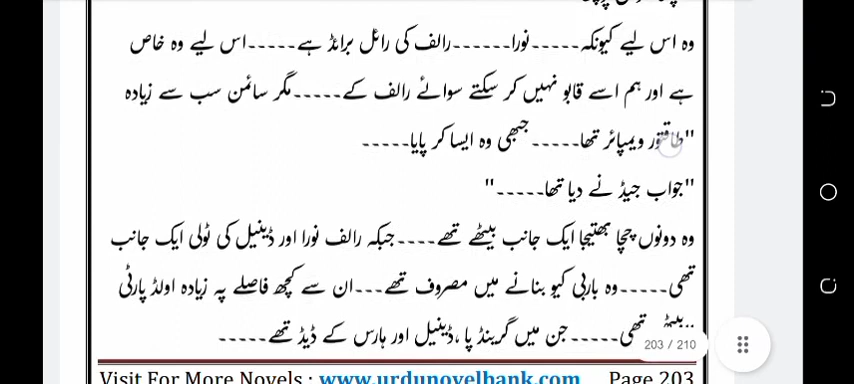 وہ اس لیے کیونکہ-----نورا------رالف کی رائل برائڈ ہے-----اس لیے وہ خاص
ہے اور ہم اسے قابو نہیں کر سکتے سوائے رالف کے-----مگر سائمن سب سے زیادہ
"طاقتور ویمپائر تھا-----جبھی وہ ایسا کر پایا-----
"جواب جیڈ نے دیا تھا-----"
وہ دونوں چچا بھتیجا ایک جانب بیٹھے تھے----جبکہ رالف نورا اور ڈینیل کی ٹولی ایک جانب
تھی-----وہ باربی کیو بنانے میں مصروف تھے---ان سے کچھ فاصلے پہ زیادہ اولڈ پارٹی
بیٹھی تھی-----جن میں گرینڈ پا ،ڈینیل اور ہارس کے ڈیڈ تھے-----
203 / 210
Visit For More Novels : www.urdunovelbank.com Page 203